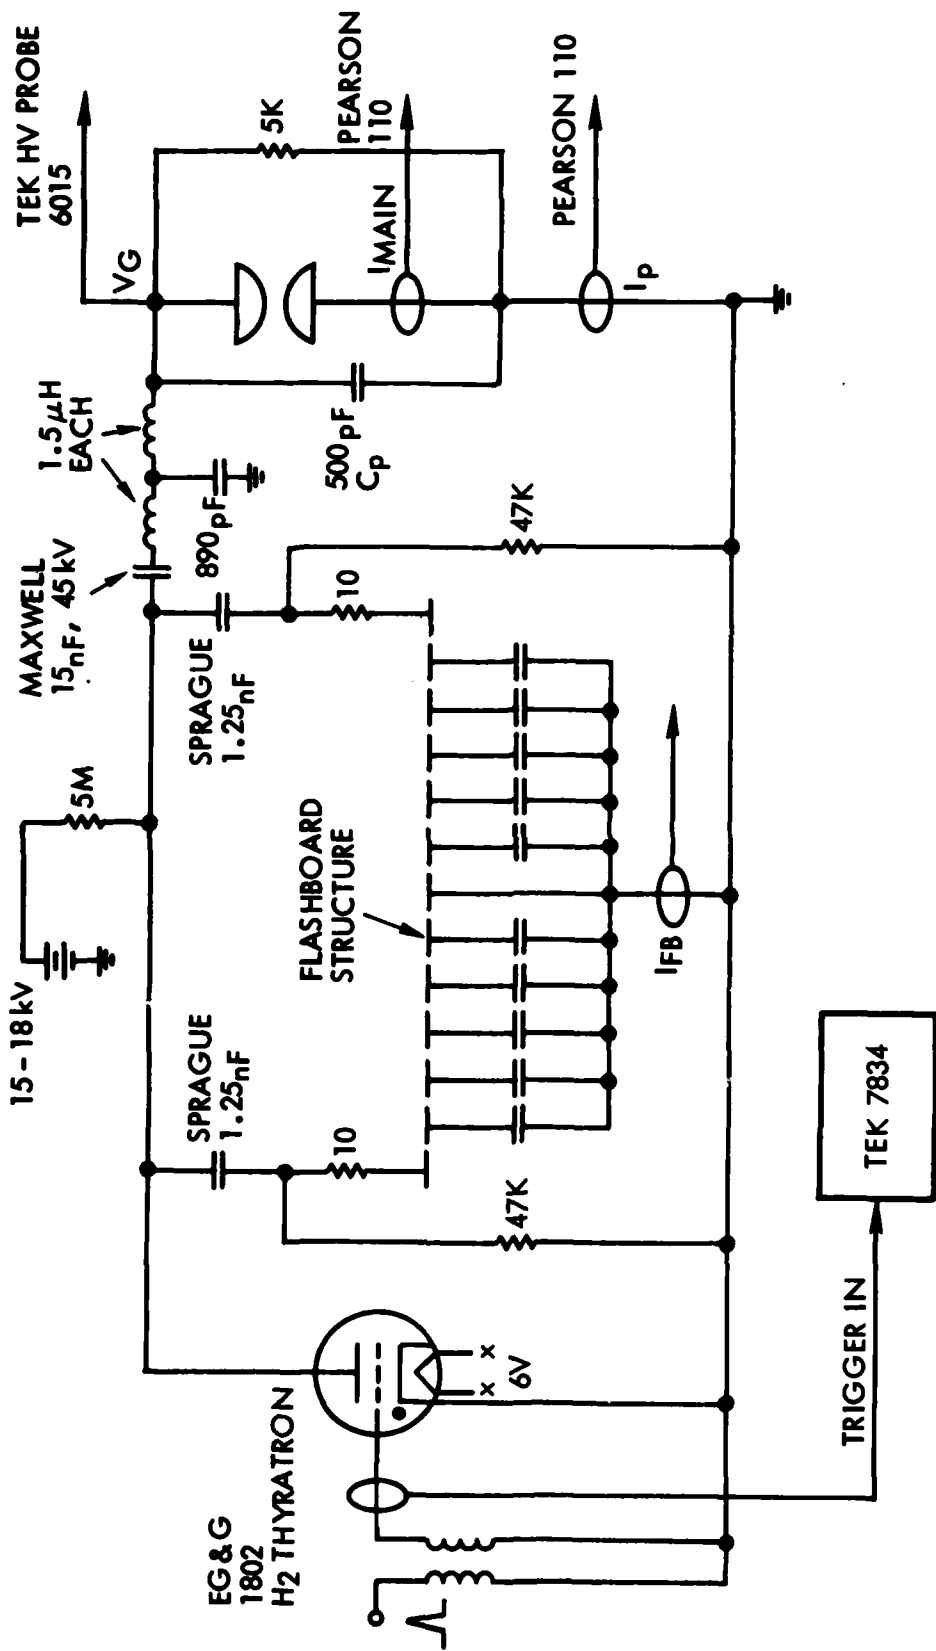 15-18kV
5M
MAXWELL
15nF, 45kV
1.5μH
EACH
VG
TEK HV PROBE
6015
SPRAGUE
1.25nF
SPRAGUE
1.25nF
890pF
500pF
Cp
5K
IMAIN
PEARSON
110
EG&G
1802
H2 THYRATRON
10
FLASHBOARD
STRUCTURE
10
47K
47K
x
x
6V
IFB
Ip
PEARSON 110
TRIGGER IN
TEK 7834